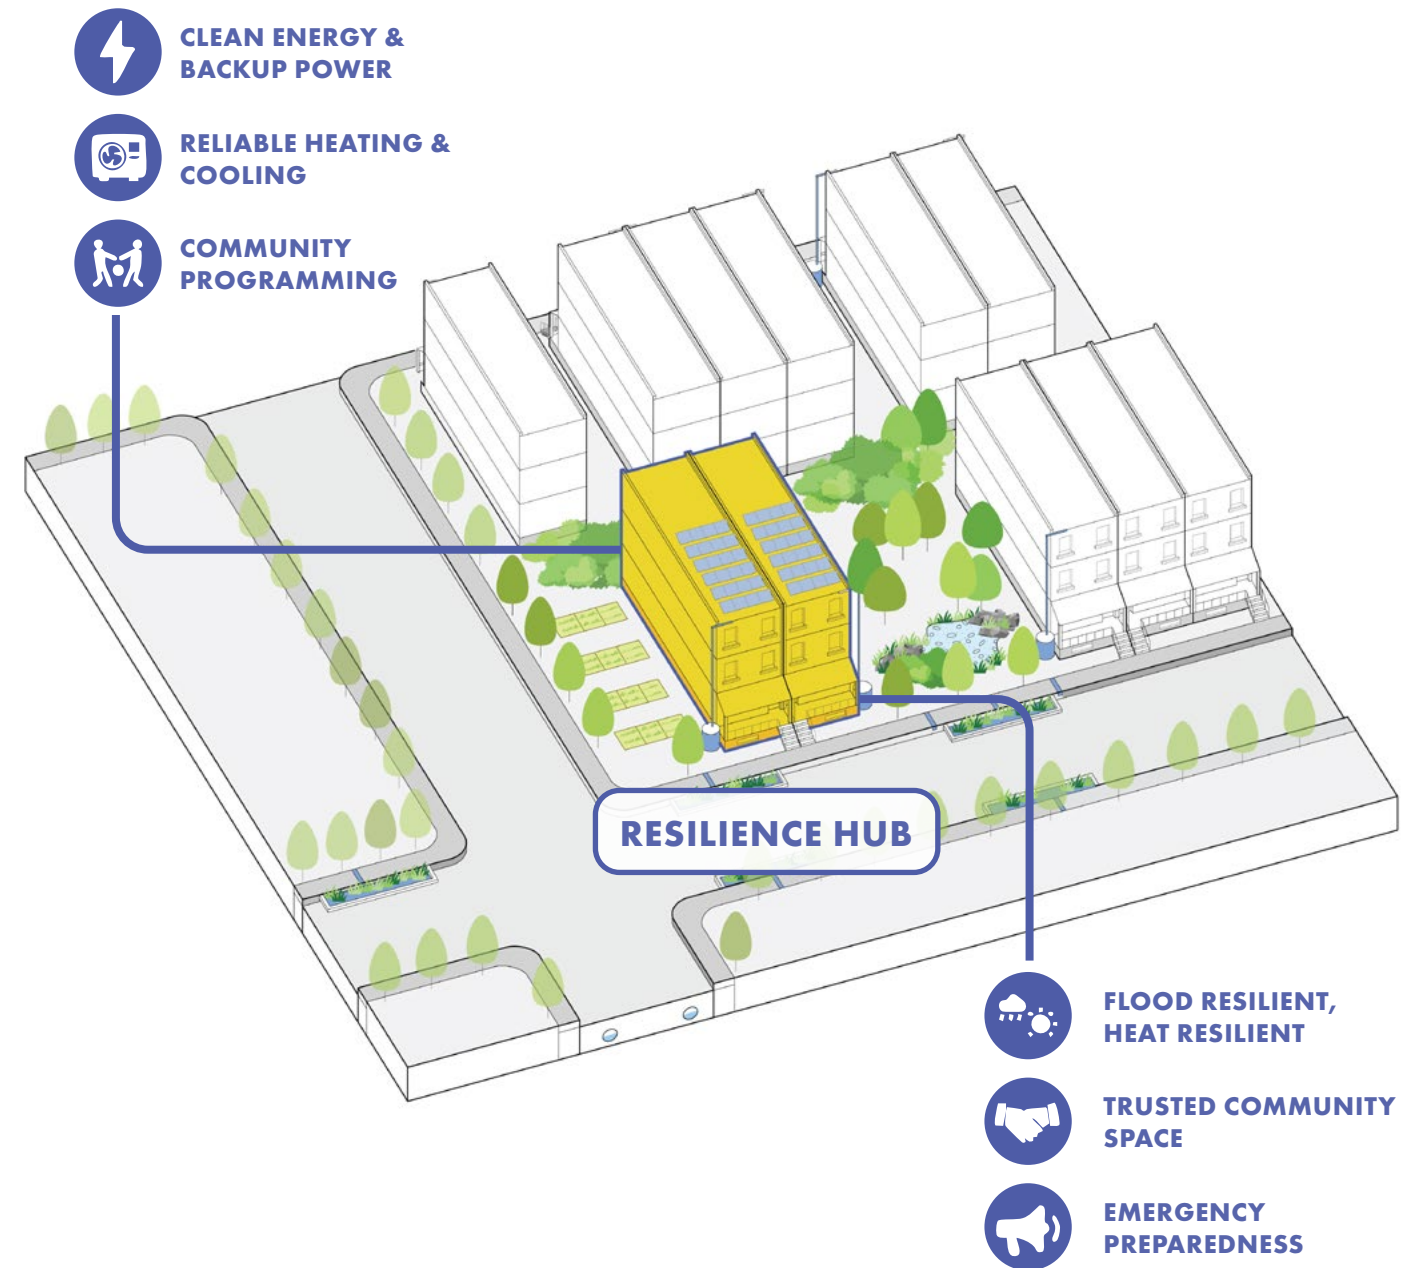 CLEAN ENERGY &
BACKUP POWER
RELIABLE HEATING &
COOLING
COMMUNITY
PROGRAMMING
RESILIENCE HUB
FLOOD RESILIENT,
HEAT RESILIENT
TRUSTED COMMUNITY
SPACE
EMERGENCY
PREPAREDNESS